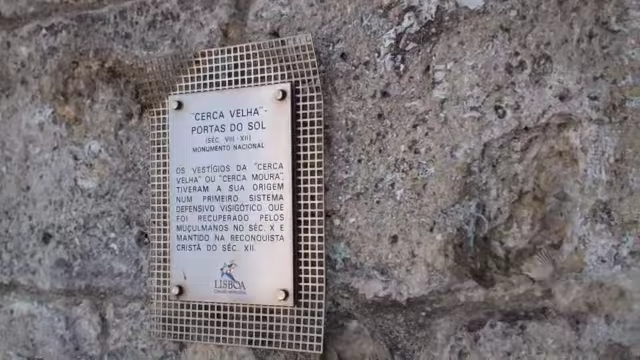 "CERCA VELHA"-
PORTAS DO SOL
(SÉC. VIII-XII)
MONUMENTO NACIONAL
OS VESTÍGIOS DA "CERCA
VELHA" OU "CERCA MOURA",
TIVERAM A SUA ORIGEM
NUM PRIMEIRO SISTEMA
DEFENSIVO VISIGÓTICO QUE
FOI RECUPERADO PELOS
MUÇULMANOS NO SÉC. X E
MANTIDO NA RECONQUISTA
CRISTÃ DO SÉC. XII.
LISBOA